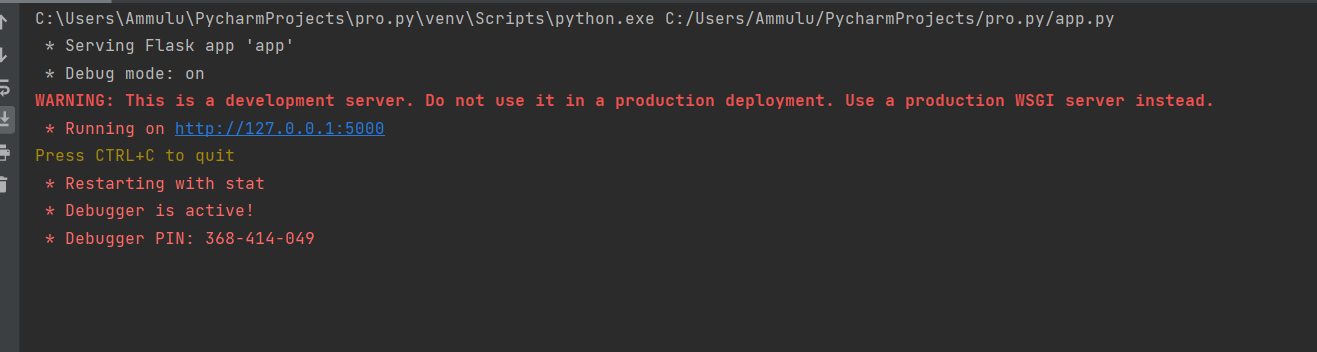 C:\Users\Ammulu\PycharmProjects\pro.py\venv\Scripts\python.exe C:/Users/Ammulu/PycharmProjects/pro.py/app.py
* Serving Flask app 'app'
* Debug mode: on
WARNING: This is a development server. Do not use it in a production deployment. Use a production WSGI server instead.
* Running on http://127.0.0.1:5000
Press CTRL+C to quit
* Restarting with stat
* Debugger is active!
* Debugger PIN: 368-414-049